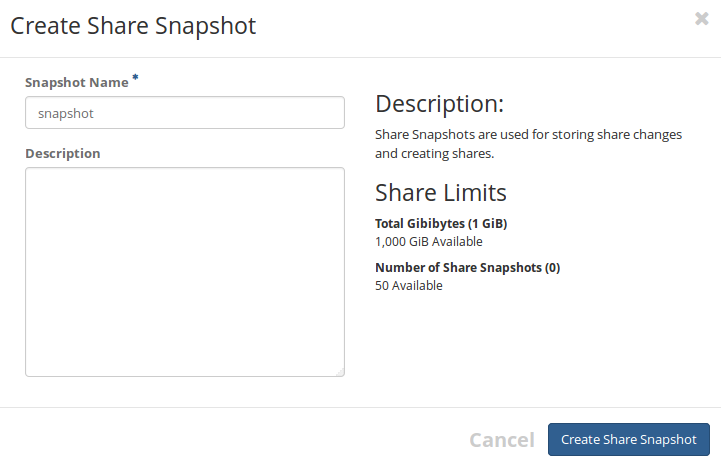 Create Share Snapshot
Snapshot Name *
snapshot
Description
Description:
Share Snapshots are used for storing share changes
and creating shares.
Share Limits
Total Gibibytes (1 GiB)
1,000 GiB Available
Number of Share Snapshots (0)
50 Available
Cancel
Create Share Snapshot